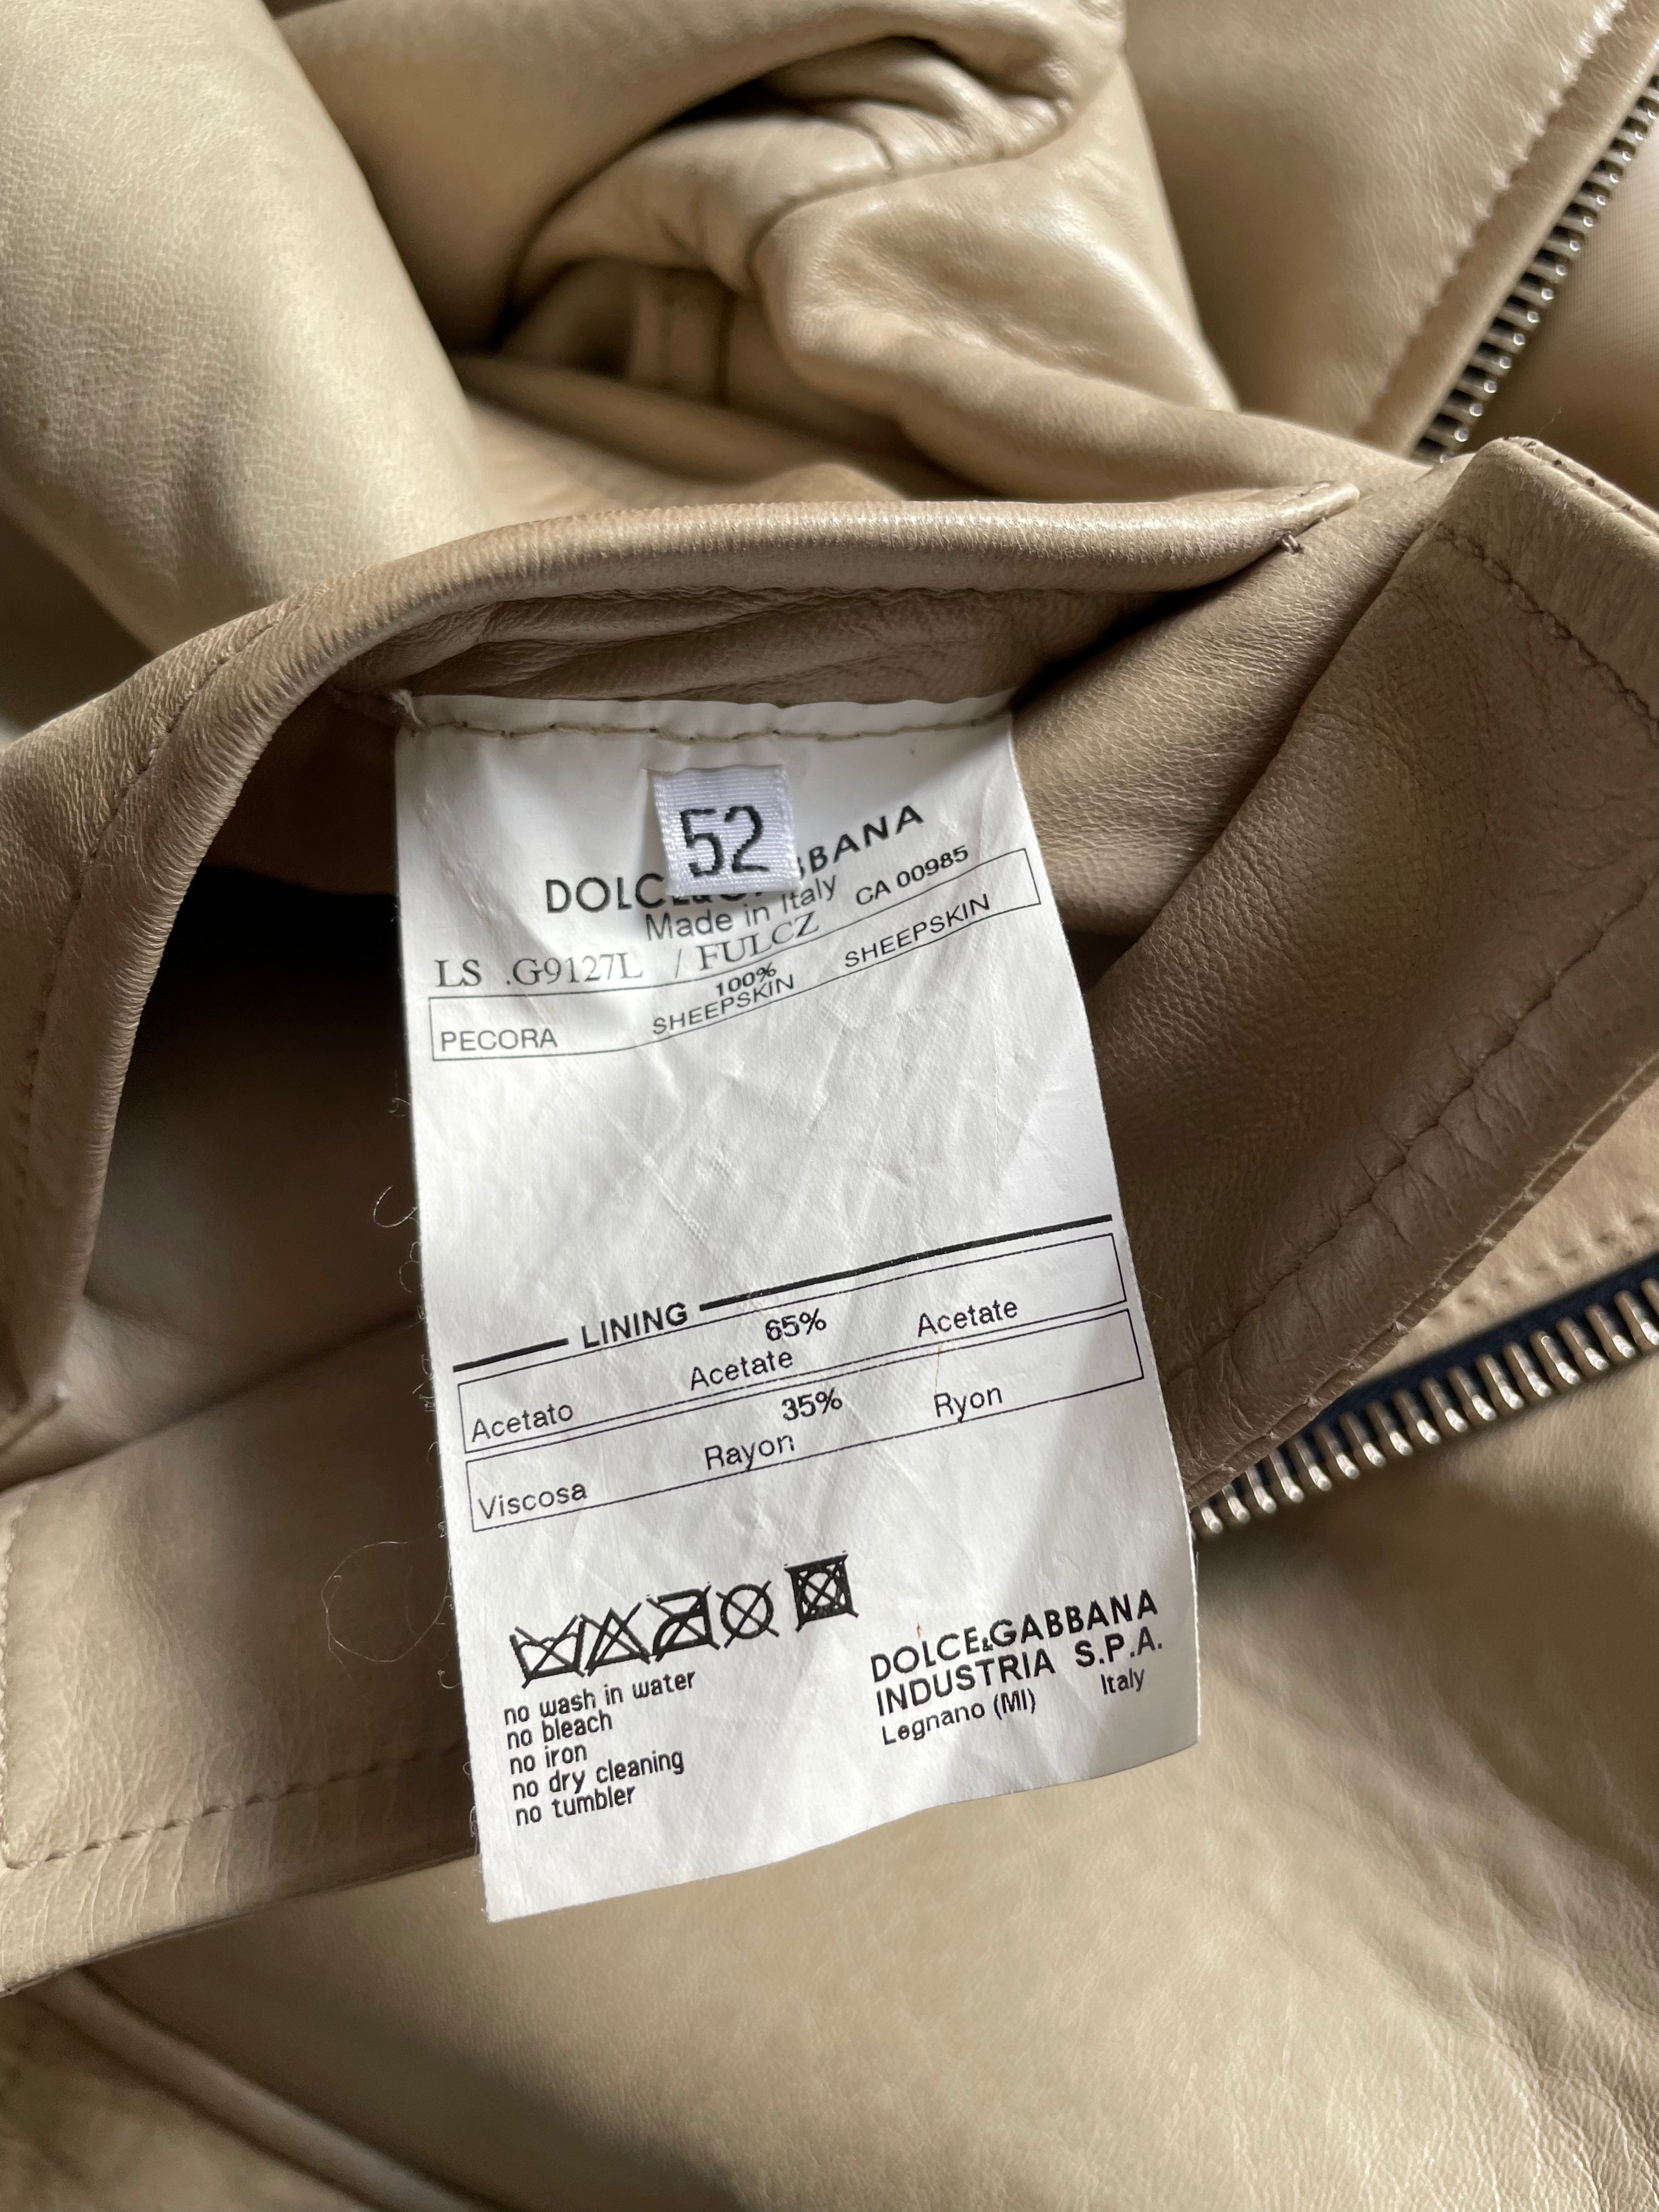 52
DOLCE&GABBANA
Made in Italy CA 00985
LS .G9127L / FULCZ
100%
PECORA SHEEPSKIN SHEEPSKIN
LINING
65%
Acetato Acetate Acetate
35%
Viscosa Rayon Ryon
no wash in water
no bleach
no iron
no dry cleaning
no tumbler
DOLCE&GABBANA
INDUSTRIA S.P.A.
Legnano (MI) Italy